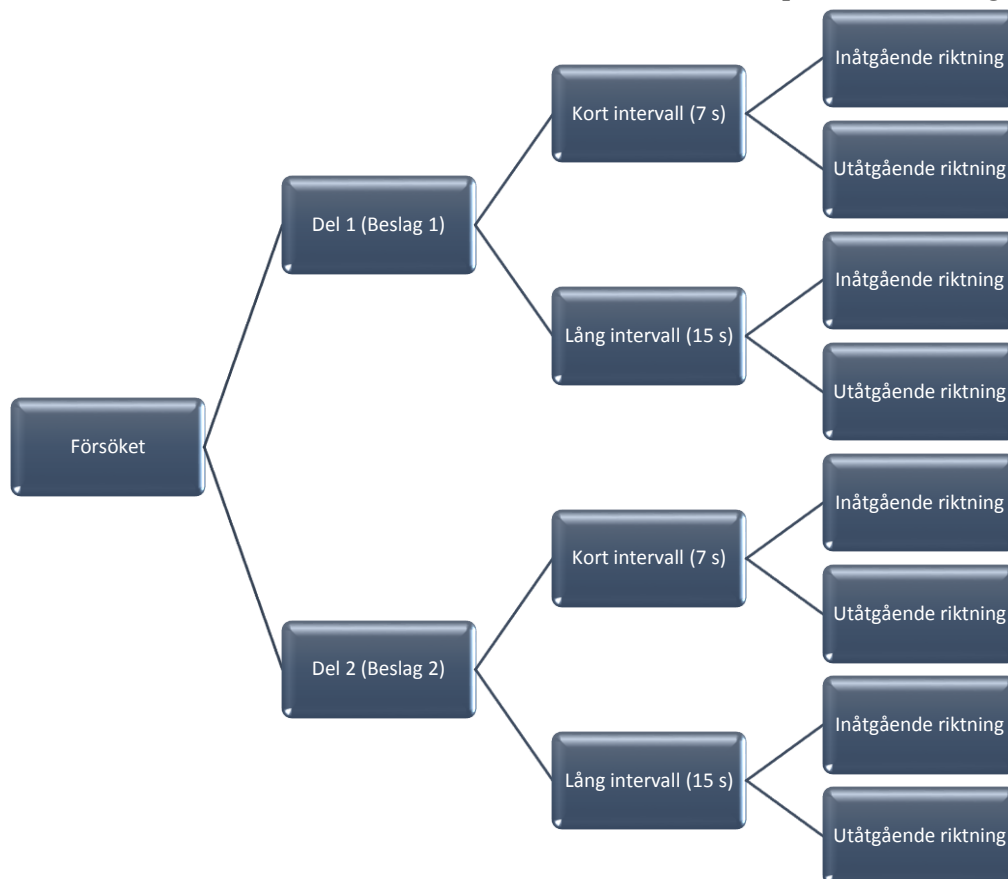 Försöket
Del 1 (Beslag 1)
Kort intervall (7 s)
Inåtgående riktning
Utåtgående riktning
Lång intervall (15 s)
Inåtgående riktning
Utåtgående riktning
Del 2 (Beslag 2)
Kort intervall (7 s)
Inåtgående riktning
Utåtgående riktning
Lång intervall (15 s)
Inåtgående riktning
Utåtgående riktning